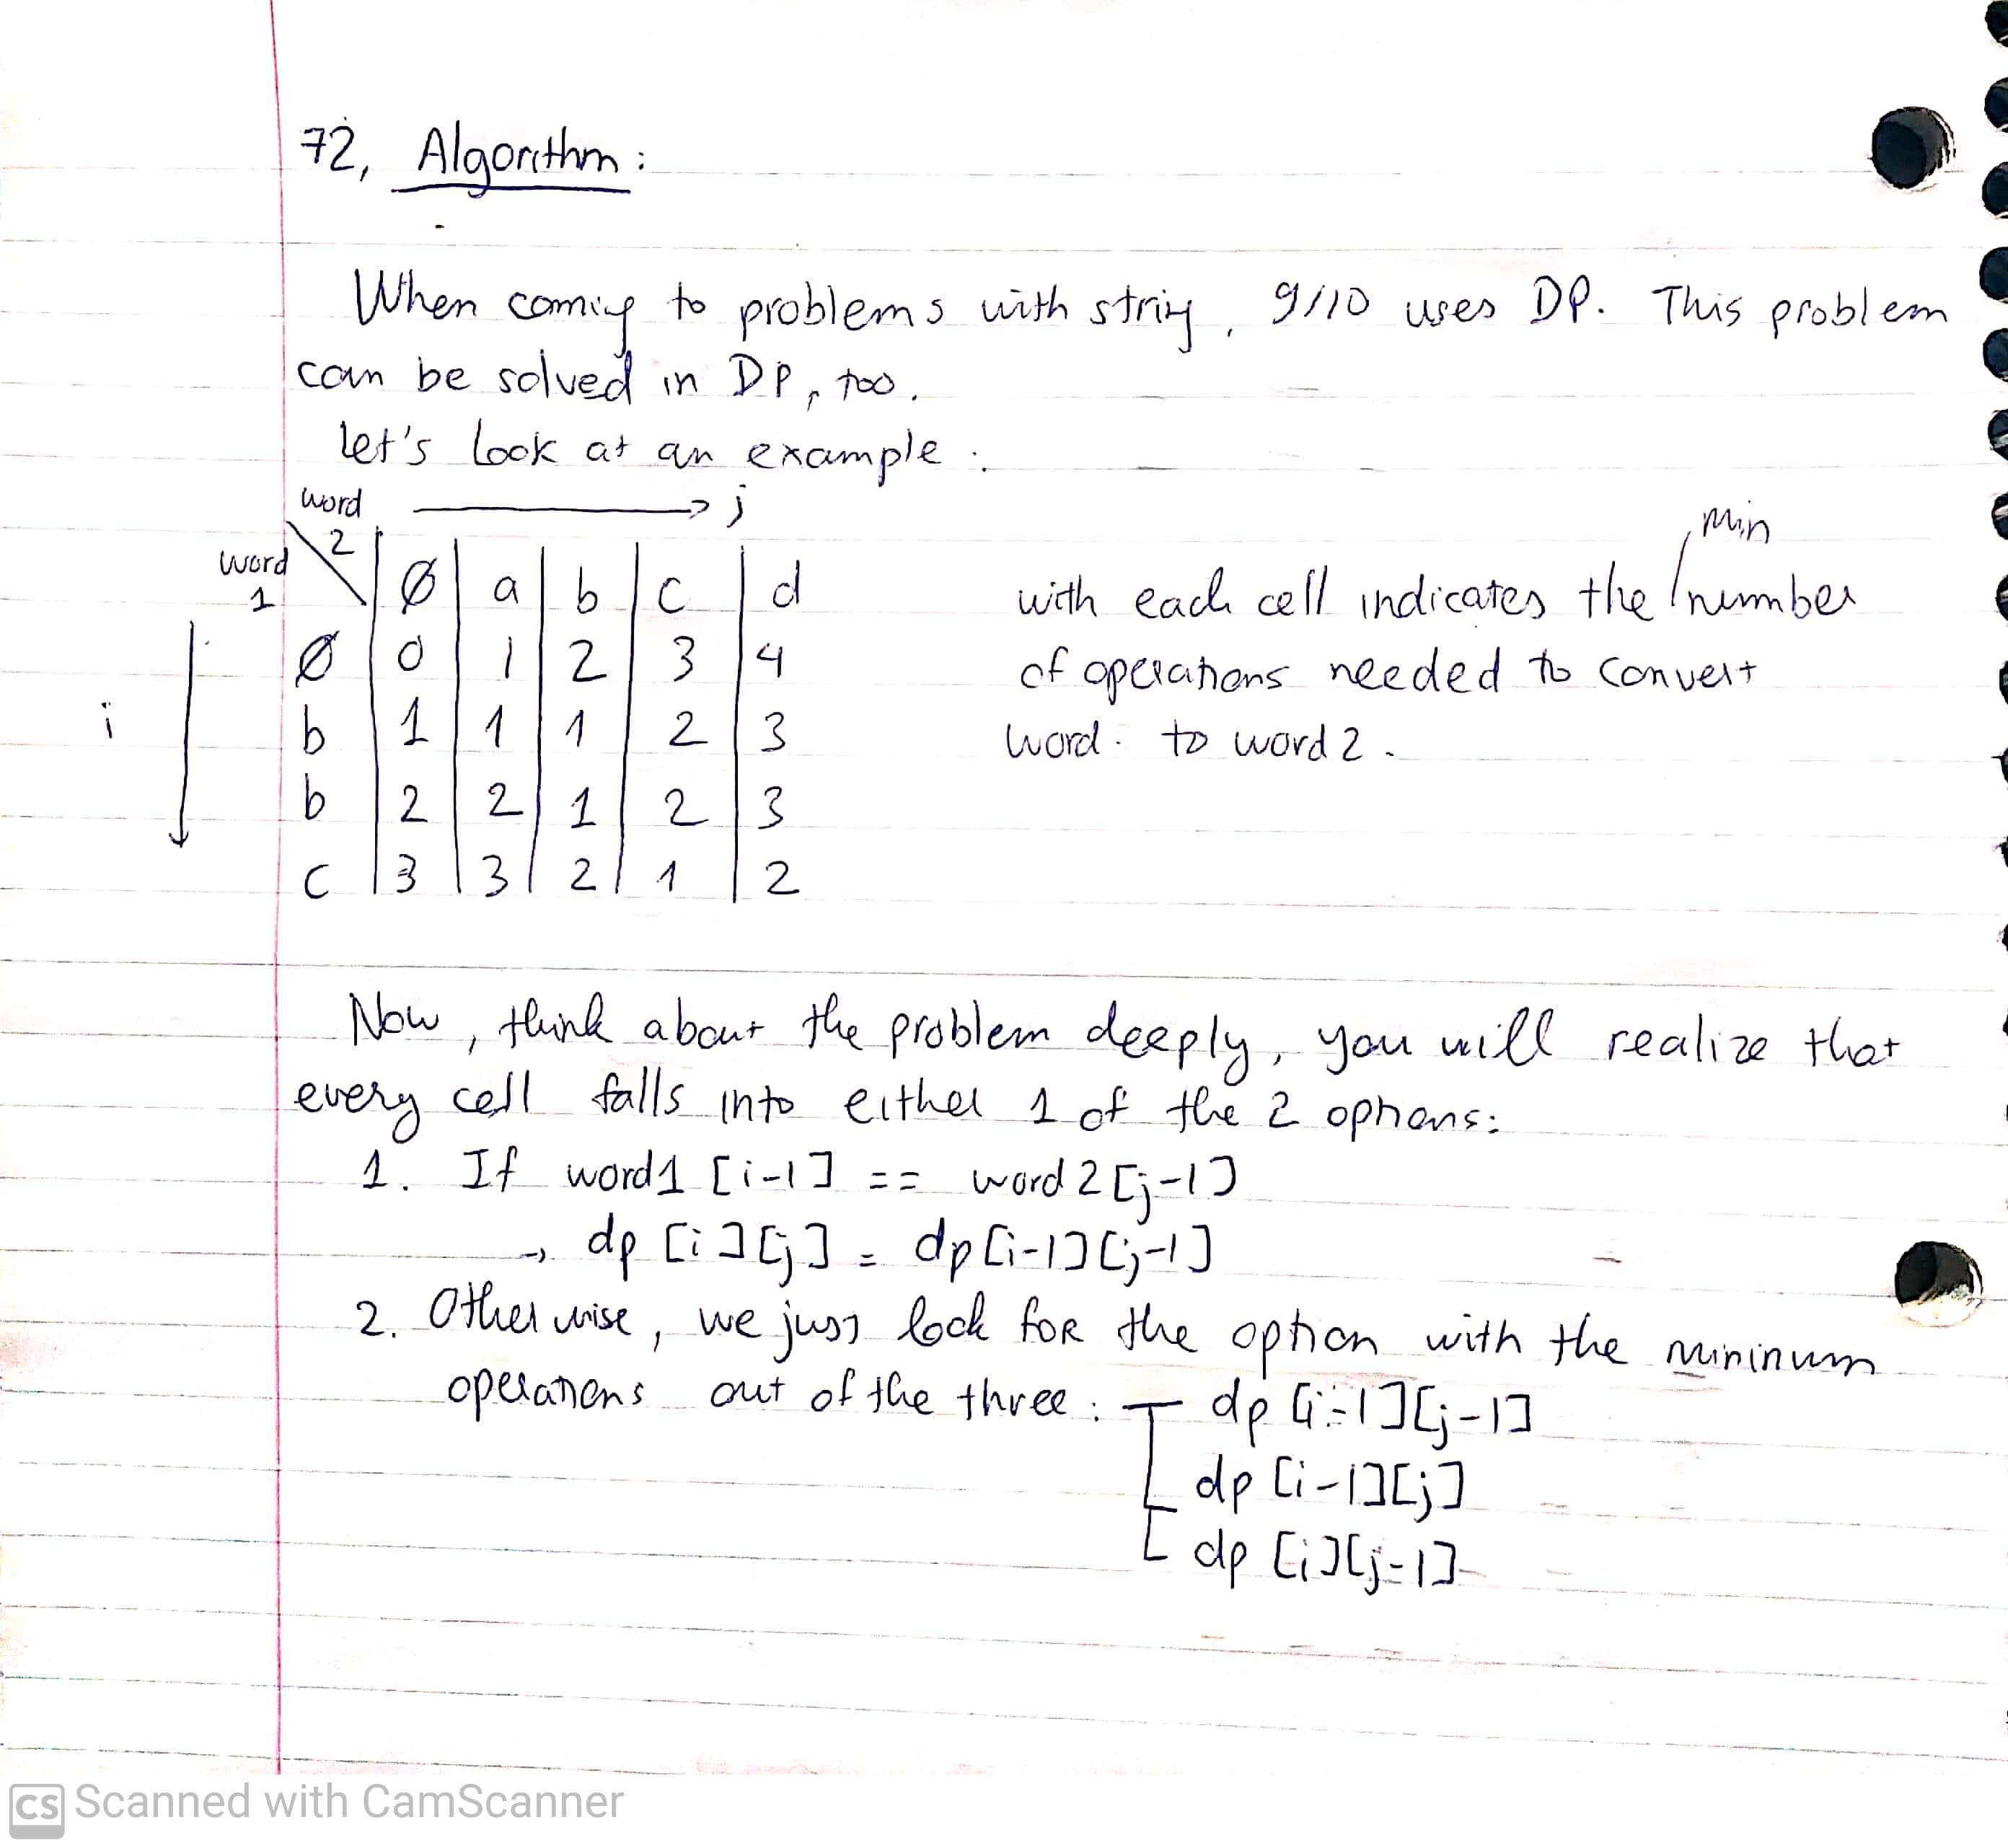 72, Algorithm:
When coming to problems with string, 9/10 uses DP. This problem
can be solved in DP, too.
Let's look at an example:
word 2 → j
word 1 ∅ a b c d
∅ 0 1 2 3 4
b 1 1 1 2 3
b 2 2 1 2 3
c 3 3 2 1 2
i
min
with each cell indicates the number
of operations needed to convert
word. to word 2.
Now, think about the problem deeply, you will realize that
every cell falls into either 1 of the 2 options:
1. If word1 [i-1] == word2[j-1]
→ dp [i][j] = dp[i-1][j-1]
2. Otherwise, we just look for the option with the mininum
operations out of the three: dp [i-1][j-1]
dp [i-1][j]
dp [i][j-1]
CS Scanned with CamScanner